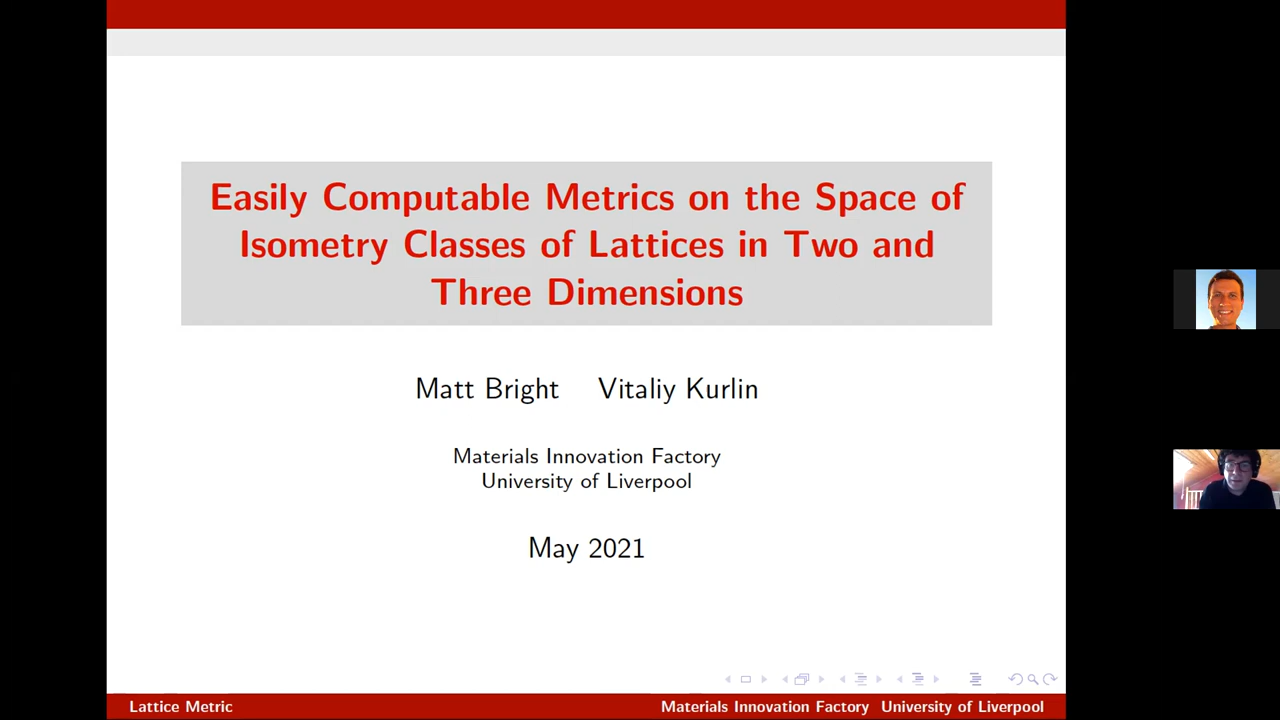 Easily Computable Metrics on the Space of
Isometry Classes of Lattices in Two and
Three Dimensions
Matt Bright Vitaliy Kurlin
Materials Innovation Factory
University of Liverpool
May 2021
Lattice Metric Materials Innovation Factory University of Liverpool